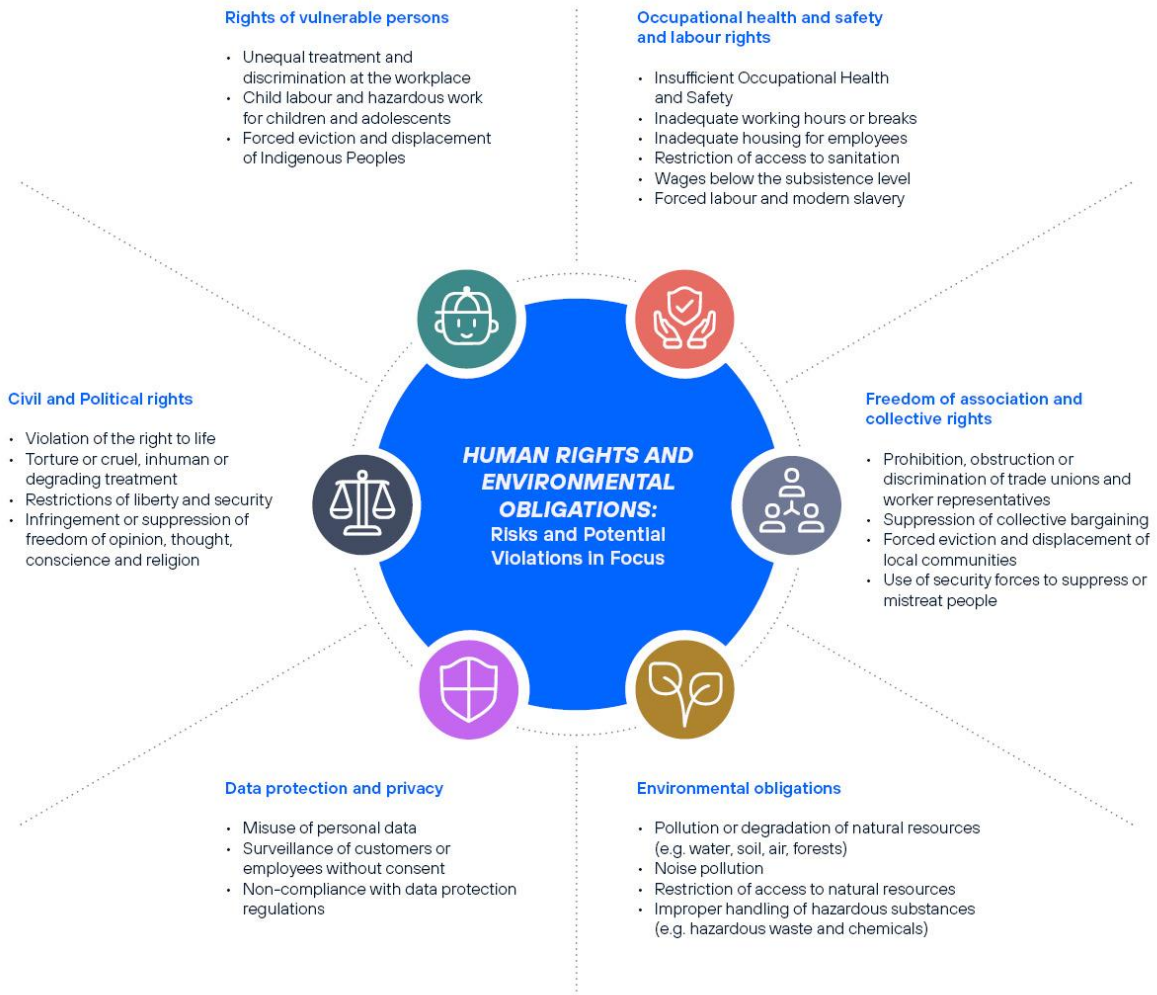 Rights of vulnerable persons
• Unequal treatment and
discrimination at the workplace
• Child labour and hazardous work
for children and adolescents
• Forced eviction and displacement
of Indigenous Peoples
Occupational health and safety
and labour rights
• Insufficient Occupational Health
and Safety
• Inadequate working hours or breaks
• Inadequate housing for employees
• Restriction of access to sanitation
• Wages below the subsistence level
• Forced labour and modern slavery
Civil and Political rights
• Violation of the right to life
• Torture or cruel, inhuman or
degrading treatment
• Restrictions of liberty and security
• Infringement or suppression of
freedom of opinion, thought,
conscience and religion
HUMAN RIGHTS AND
ENVIRONMENTAL
OBLIGATIONS:
Risks and Potential
Violations in Focus
Freedom of association and
collective rights
• Prohibition, obstruction or
discrimination of trade unions and
worker representatives
• Suppression of collective bargaining
• Forced eviction and displacement of
local communities
• Use of security forces to suppress or
mistreat people
Data protection and privacy
• Misuse of personal data
• Surveillance of customers or
employees without consent
• Non-compliance with data protection
regulations
Environmental obligations
• Pollution or degradation of natural resources
(e.g. water, soil, air, forests)
• Noise pollution
• Restriction of access to natural resources
• Improper handling of hazardous substances
(e.g. hazardous waste and chemicals)